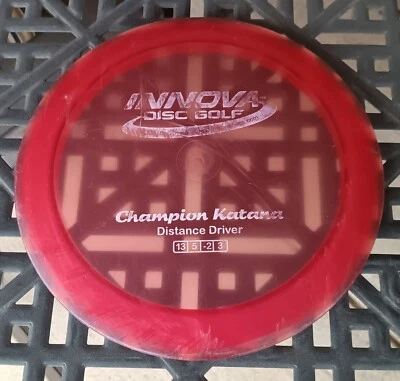 INNOVA
DISC GOLF
Champion Katana
Distance Driver
13 5 -2 3